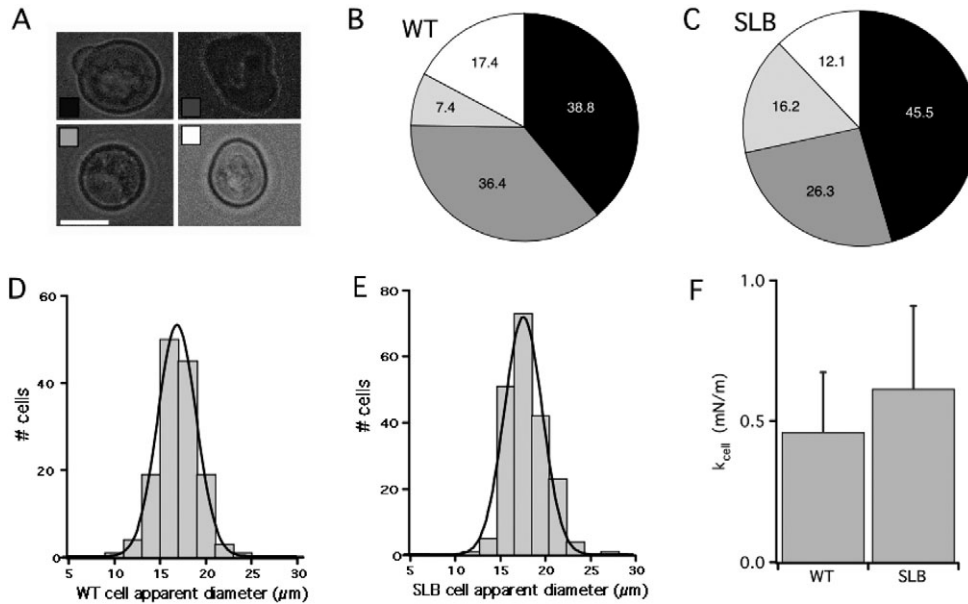 A
B
WT
17.4
7.4
38.8
36.4
C
SLB
12.1
16.2
45.5
26.3
D
60
40
20
0
# cells
5 10 15 20 25 30
WT cell apparent diameter (µm)
E
80
60
40
20
0
# cells
5 10 15 20 25 30
SLB cell apparent diameter (µm)
F
1.0
0.5
0.0
kcell (mN/m)
WT SLB